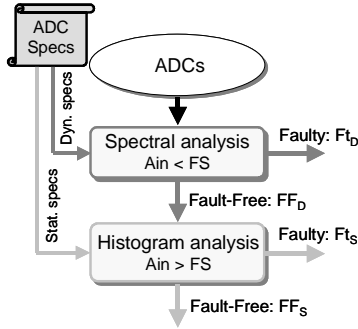 ADC
Specs
ADCs
Dyn. specs
Spectral analysis
Ain < FS
Faulty: FtD
Fault-Free: FFD
Stat. specs
Histogram analysis
Ain > FS
Faulty: FtS
Fault-Free: FFS